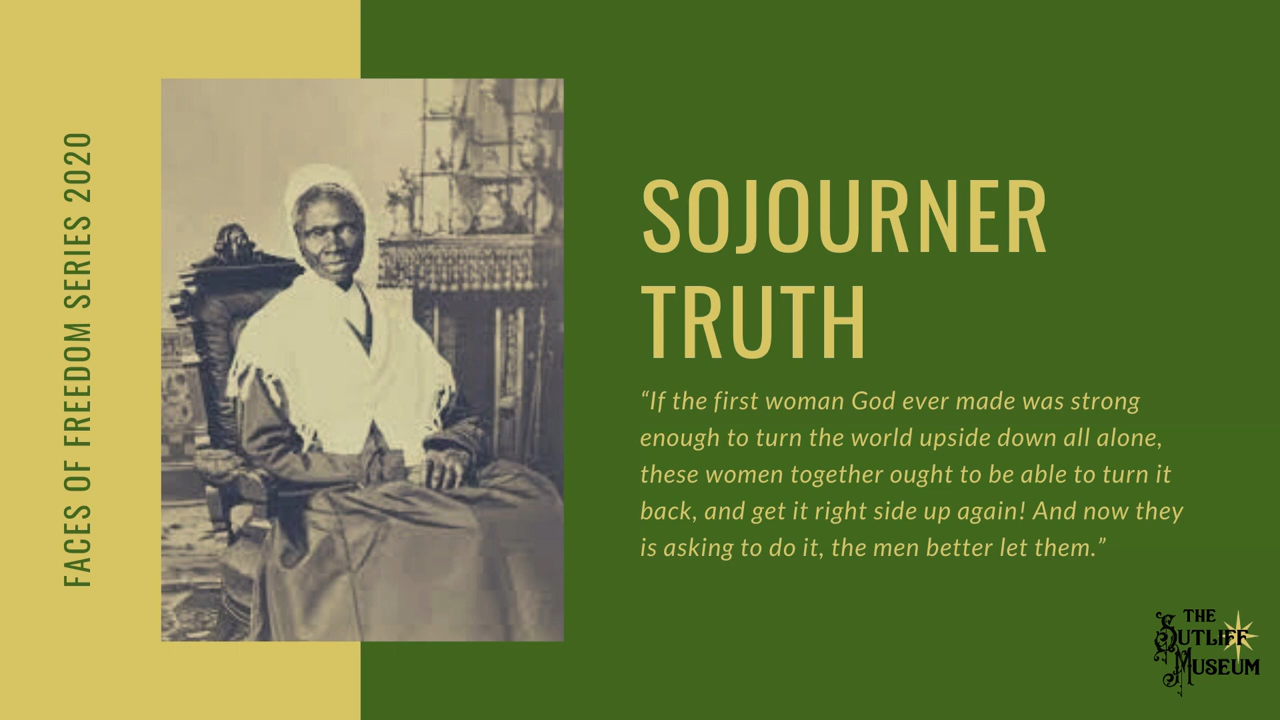 FACES OF FREEDOM SERIES 2020
SOJOURNER
TRUTH
“If the first woman God ever made was strong
enough to turn the world upside down all alone,
these women together ought to be able to turn it
back, and get it right side up again! And now they
is asking to do it, the men better let them.”
THE
SUTLIFF
MUSEUM